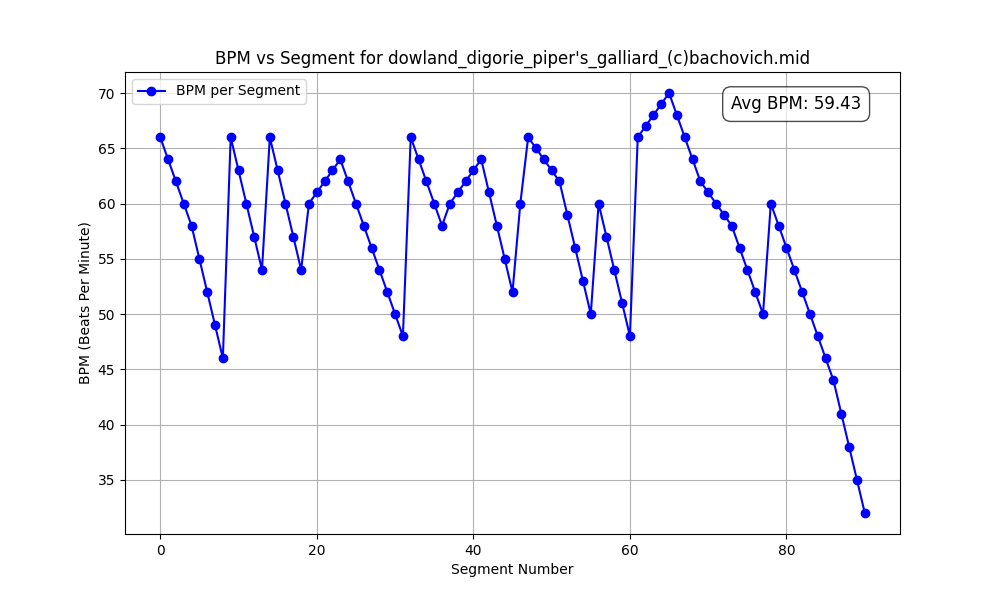 BPM vs Segment for dowland_digorie_piper's_galliard_(c)bachovich.mid
BPM per Segment
Avg BPM: 59.43
BPM (Beats Per Minute)
70
65
60
55
50
45
40
35
0 20 40 60 80
Segment Number